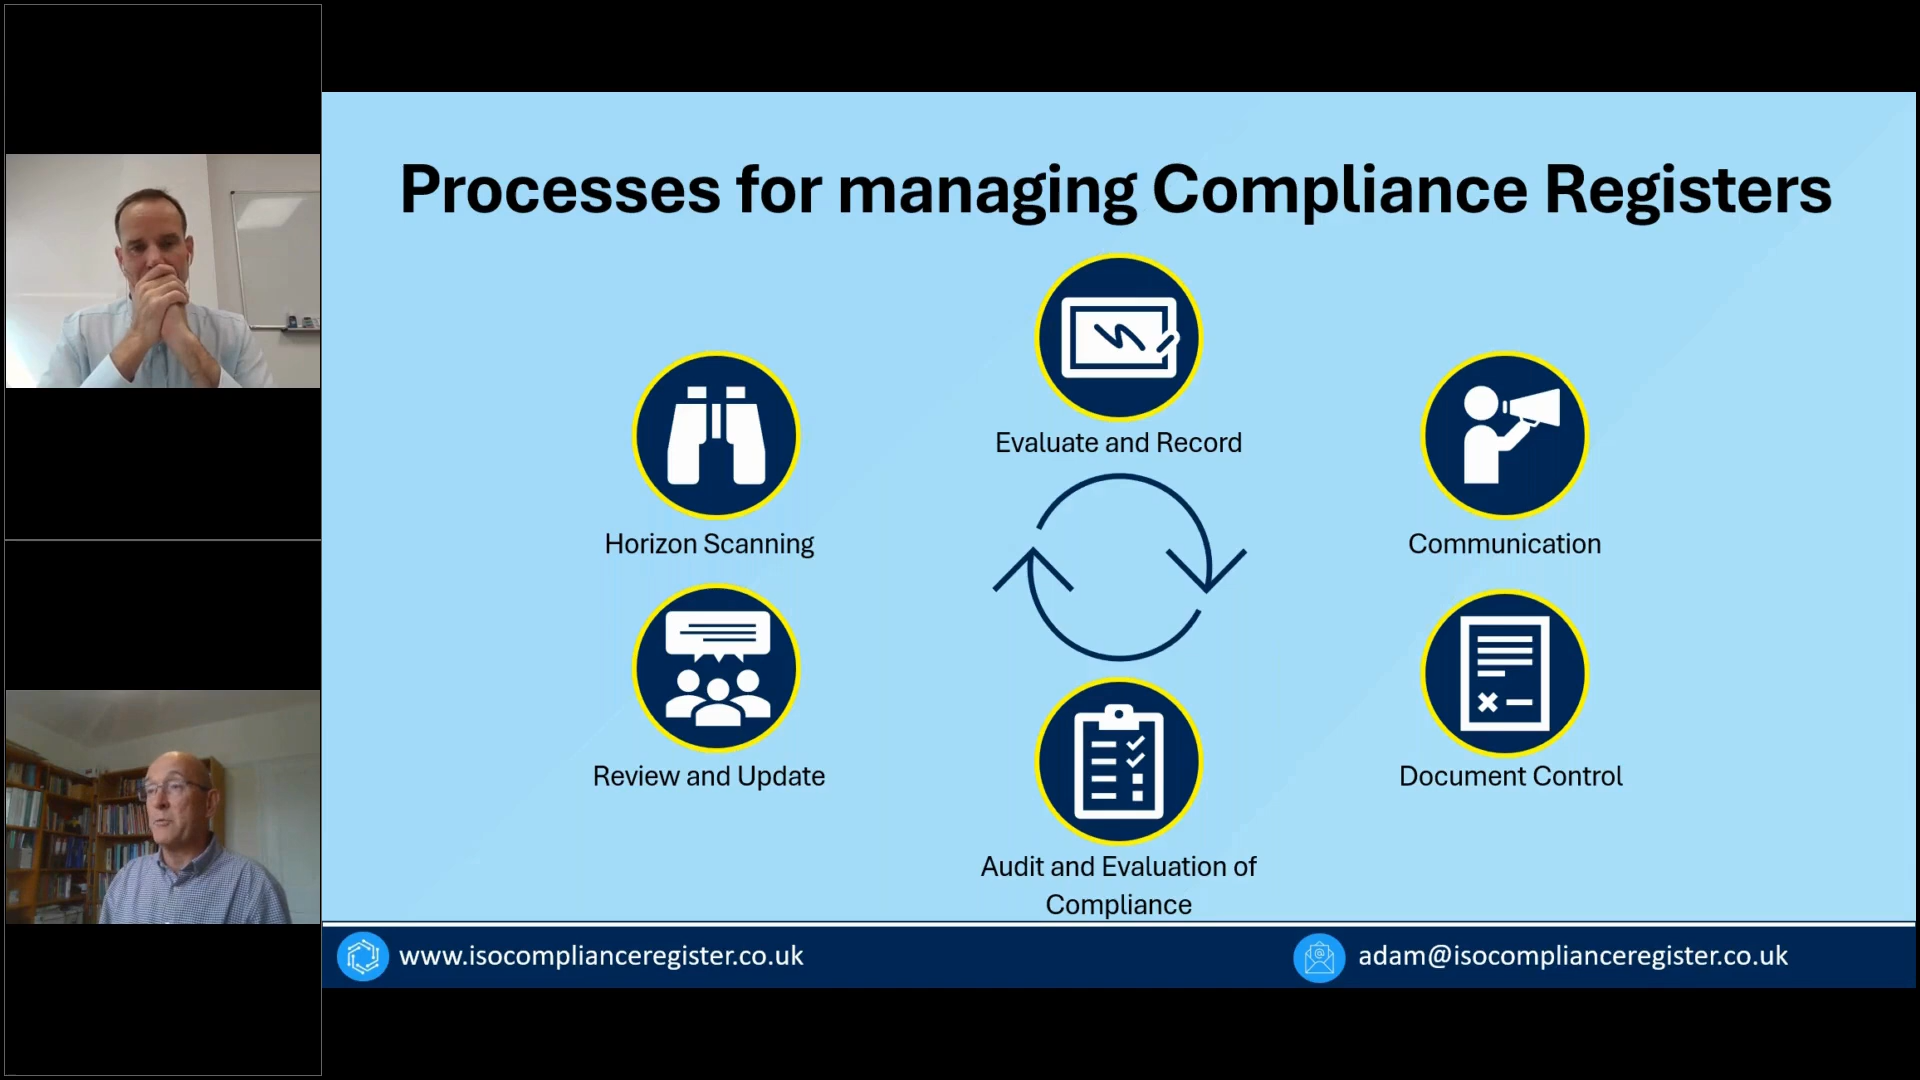 Processes for managing Compliance Registers
Evaluate and Record
Horizon Scanning
Communication
Review and Update
Document Control
Audit and Evaluation of
Compliance
www.isocomplianceregister.co.uk
adam@isocomplianceregister.co.uk